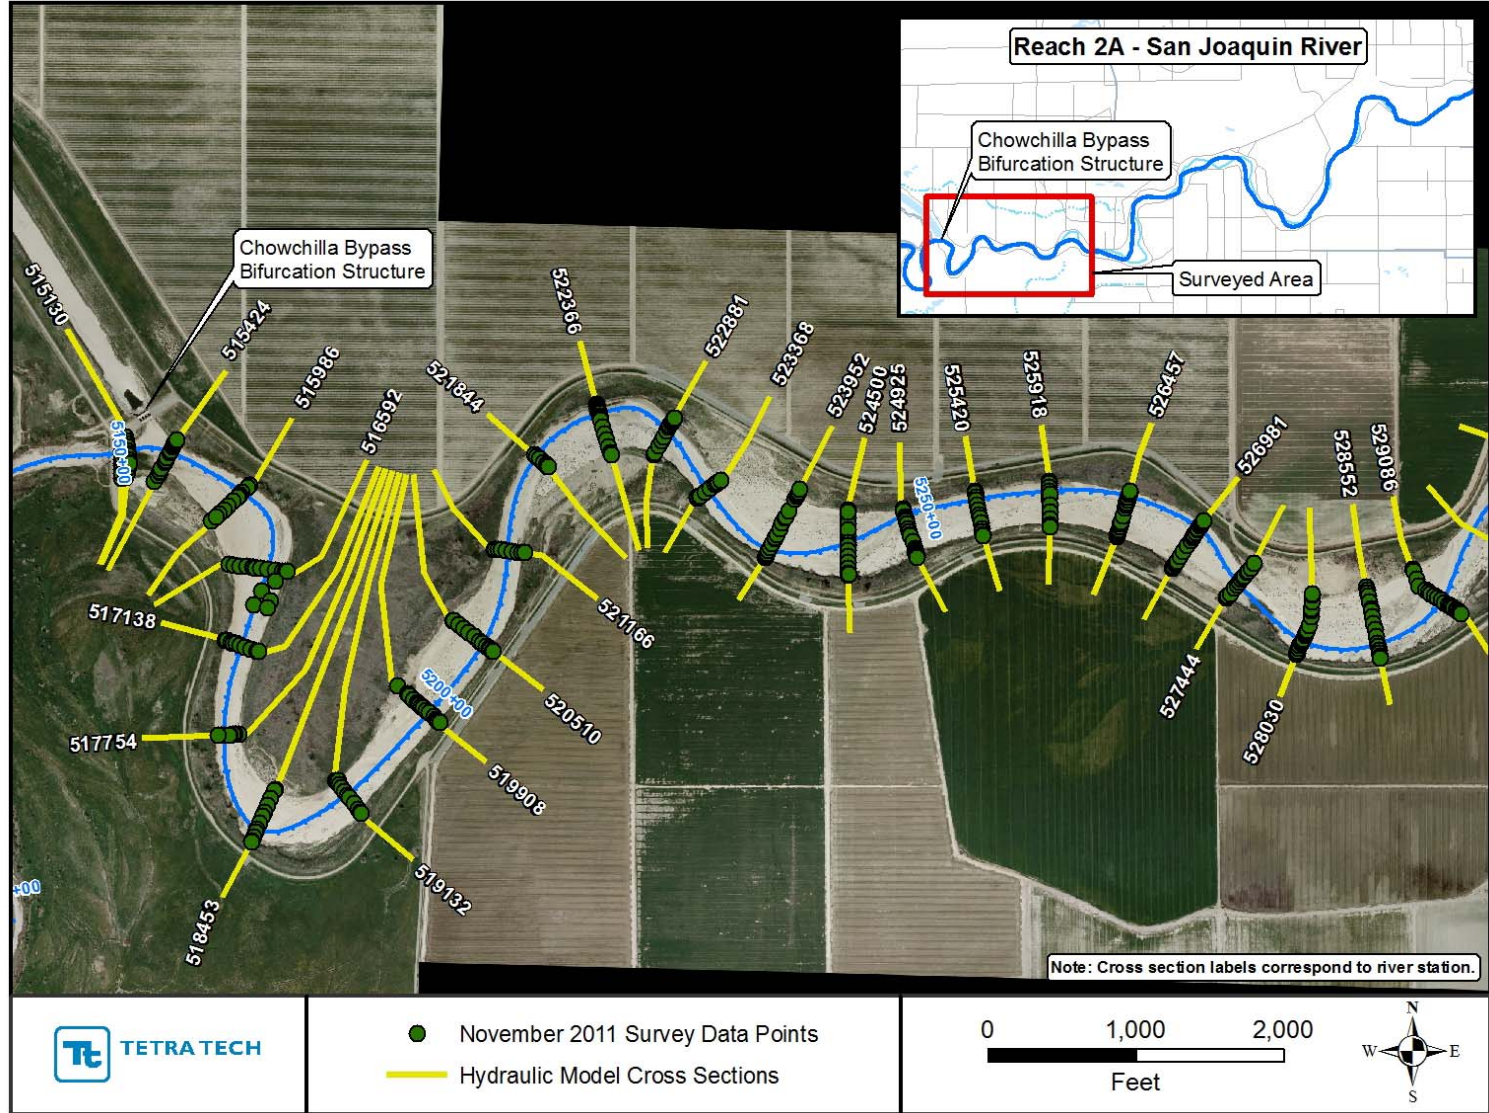 Reach 2A - San Joaquin River
Chowchilla Bypass
Bifurcation Structure
Surveyed Area
Chowchilla Bypass
Bifurcation Structure
515130
515424
515986
516592
521844
522366
522881
523368
523952
524500
524925
525420
525918
526457
526981
528552
529086
5150+00
5250+00
517138
521166
517754
5200+00
520510
519908
527444
528030
519132
518453
+00
Note: Cross section labels correspond to river station.
Tt
TETRA TECH
November 2011 Survey Data Points
Hydraulic Model Cross Sections
0 1,000 2,000
Feet
N
W E
S